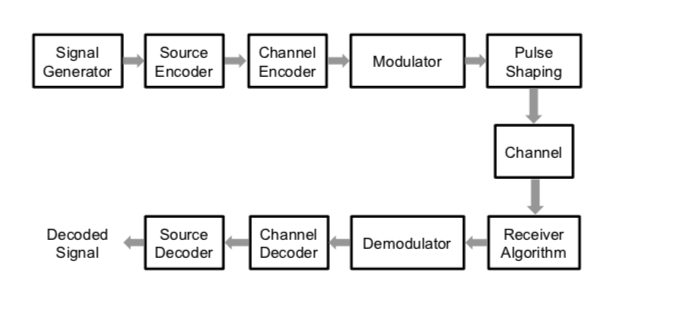 Signal
Generator
Source
Encoder
Channel
Encoder
Modulator
Pulse
Shaping
Channel
Receiver
Algorithm
Demodulator
Channel
Decoder
Source
Decoder
Decoded
Signal